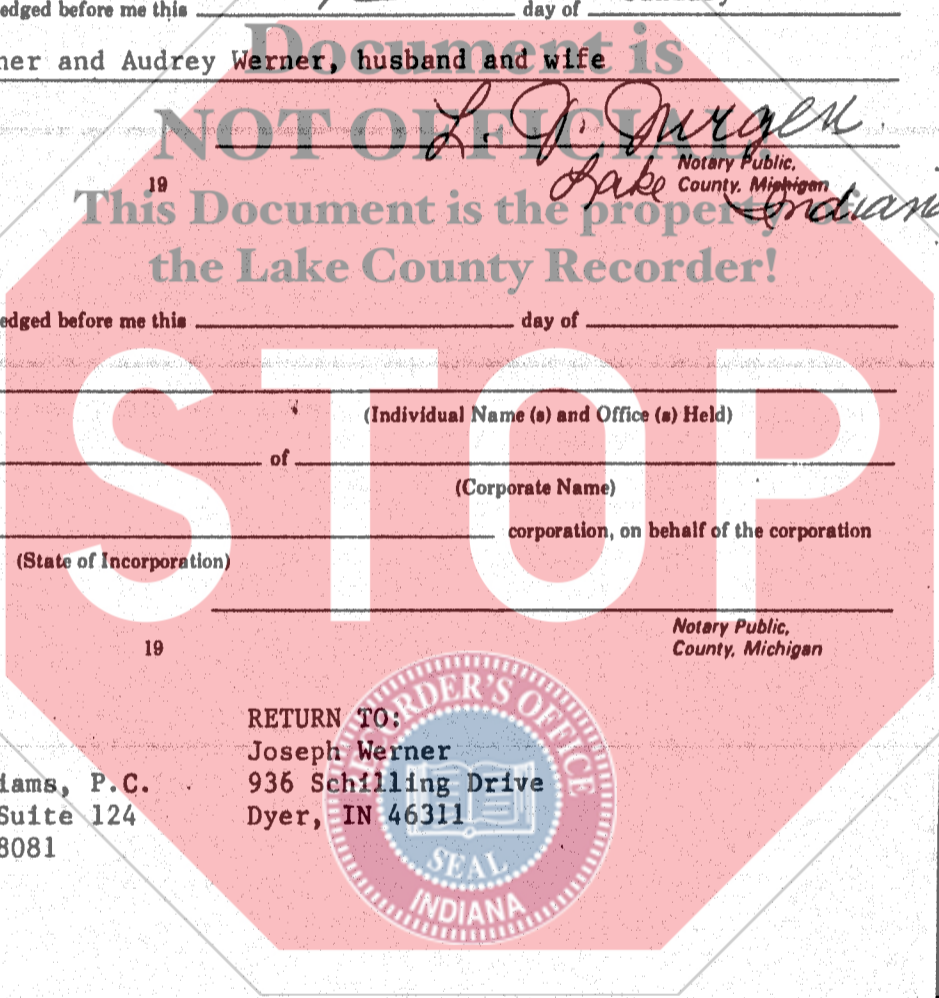 edged before me this day of
ner and Audrey Werner, husband and wife
Document is
NOT OFFICIAL!
L. J. Jurgen
Notary Public,
19 Lake County, Michigan Indiana
This Document is the property of
the Lake County Recorder!
edged before me this day of
STOP
(Individual Name (s) and Office (s) Held)
of
(Corporate Name)
corporation, on behalf of the corporation
(State of Incorporation)
Notary Public,
19 County, Michigan
RETURN TO:
Joseph Werner
iams, P.C. 936 Schilling Drive
Suite 124 Dyer, IN 46311
8081
RECORDER'S OFFICE
SEAL
INDIANA